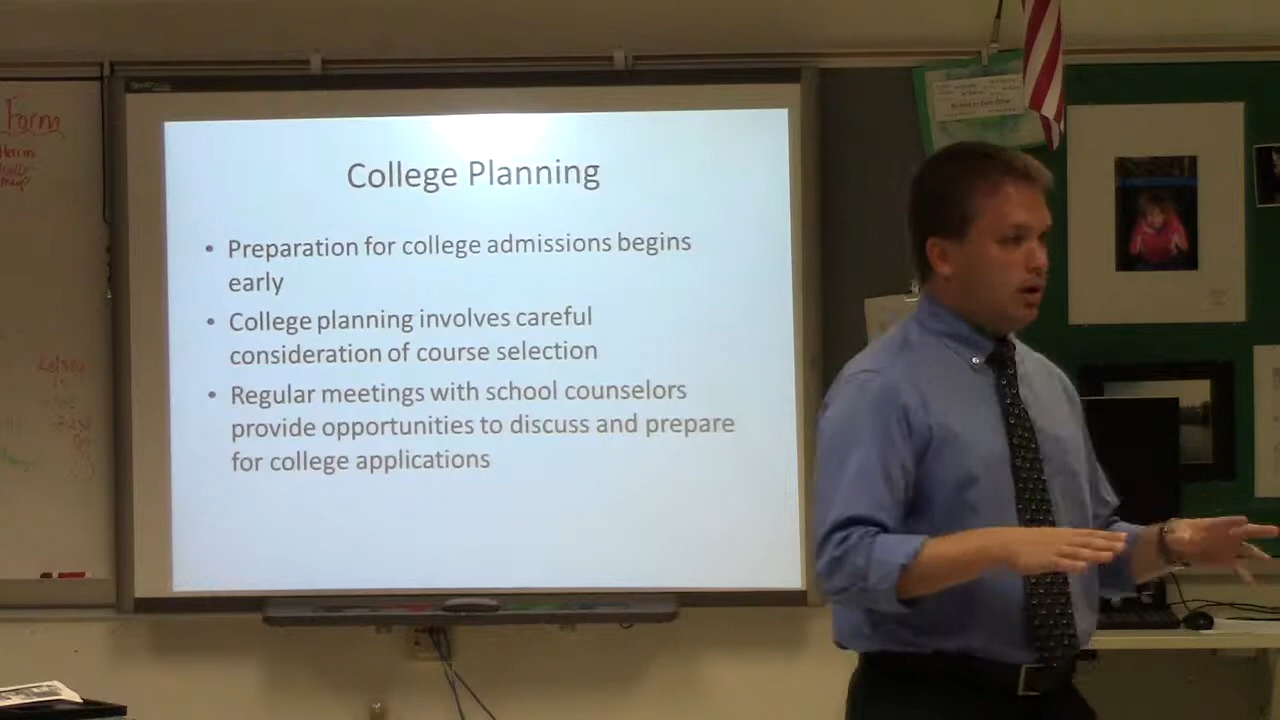 Form
College Planning
• Preparation for college admissions begins
early
• College planning involves careful
consideration of course selection
• Regular meetings with school counselors
provide opportunities to discuss and prepare
for college applications